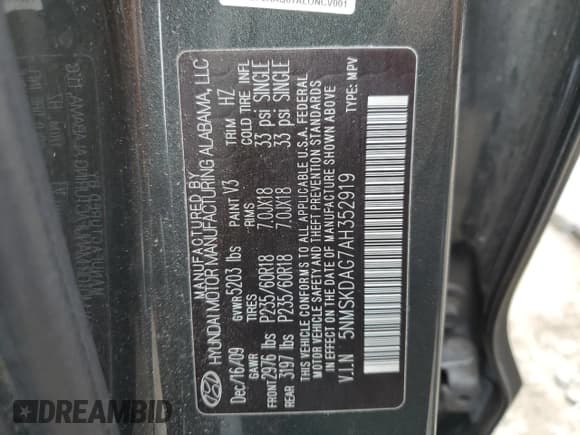 MANUFACTURED BY
HYUNDAI MOTOR MANUFACTURING ALABAMA, LLC
Dec/16/09 GVWR 5203 lbs PAINT V3 TRIM HZ
GAWR TIRES RIMS COLD TIRE INFL
FRONT 2976 lbs P235/60R18 7.0JX18 33 psi SINGLE
REAR 3197 lbs P235/60R18 7.0JX18 33 psi SINGLE
THIS VEHICLE CONFORMS TO ALL APPLICABLE U.S.A. FEDERAL
MOTOR VEHICLE SAFETY AND THEFT PREVENTION STANDARDS
IN EFFECT ON THE DATE OF MANUFACTURE SHOWN ABOVE.
V.I.N 5NMSKDAG7AH352919 TYPE: MPV
DREAMBID